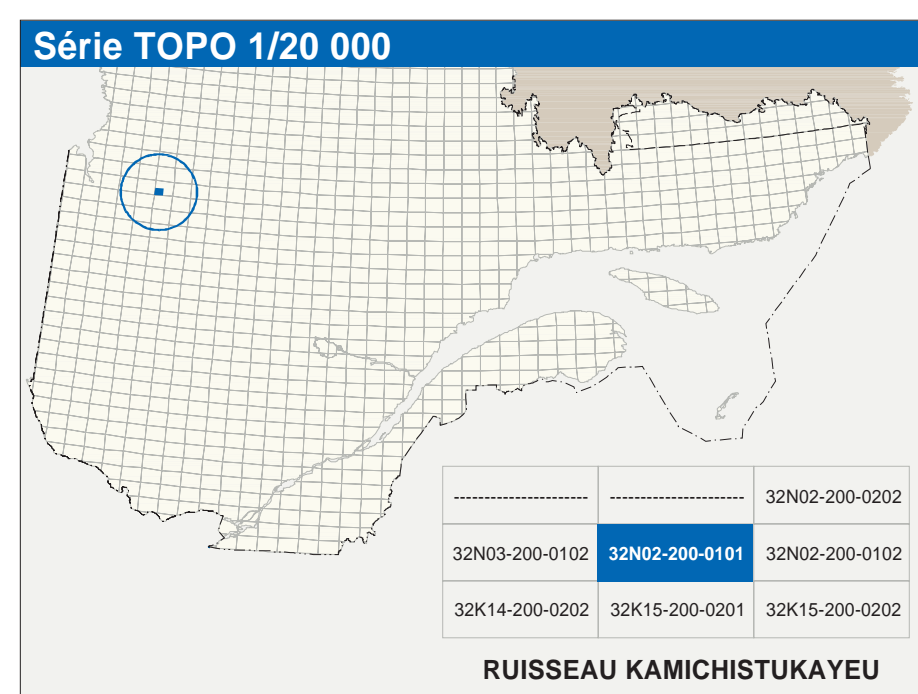 Série TOPO 1/20 000
---------------------- ---------------------- 32N02-200-0202
32N03-200-0102 32N02-200-0101 32N02-200-0102
32K14-200-0202 32K15-200-0201 32K15-200-0202
RUISSEAU KAMICHISTUKAYEU